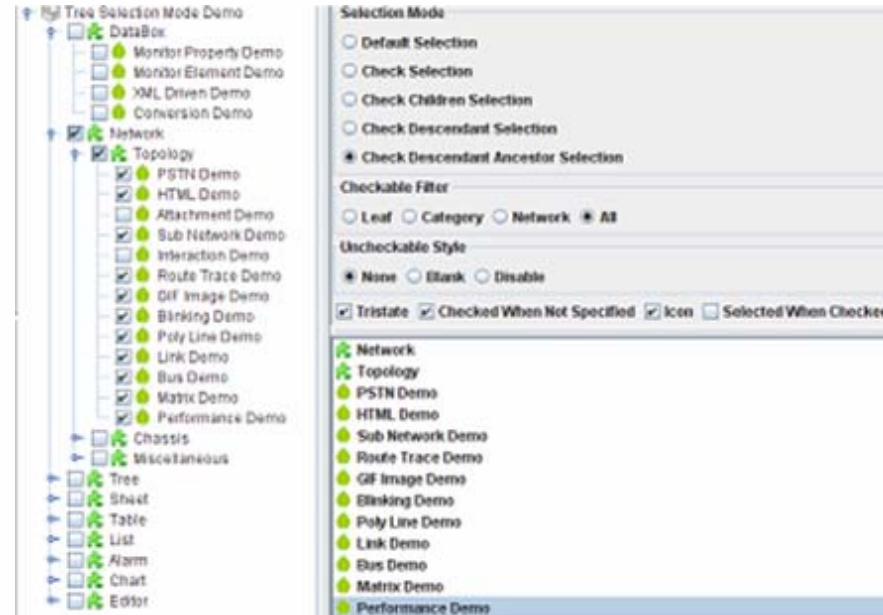 Tree Selection Mode Demo
DataBox
Monitor Property Demo
Monitor Element Demo
XML Driven Demo
Conversion Demo
Network
Topology
PSTN Demo
HTML Demo
Attachment Demo
Sub Network Demo
Interaction Demo
Route Trace Demo
GIF Image Demo
Blinking Demo
Poly Line Demo
Link Demo
Bus Demo
Matrix Demo
Performance Demo
Chassis
Miscellaneous
Tree
Sheet
Table
List
Alarm
Chart
Editor
Selection Mode
Default Selection
Check Selection
Check Children Selection
Check Descendant Selection
Check Descendant Ancestor Selection
Checkable Filter
Leaf Category Network All
Uncheckable Style
None Blank Disable
Tristate Checked When Not Specified Icon Selected When Checked
Network
Topology
PSTN Demo
HTML Demo
Sub Network Demo
Route Trace Demo
GIF Image Demo
Blinking Demo
Poly Line Demo
Link Demo
Bus Demo
Matrix Demo
Performance Demo